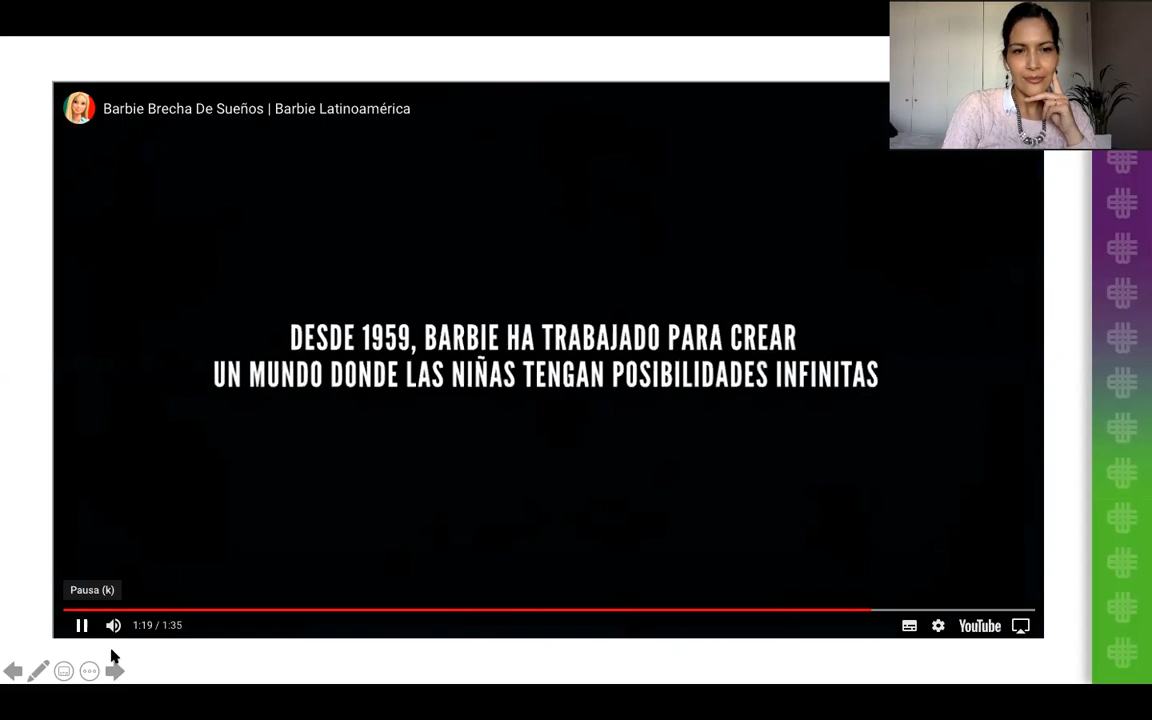 Barbie Brecha De Sueños | Barbie Latinoamérica
DESDE 1959, BARBIE HA TRABAJADO PARA CREAR
UN MUNDO DONDE LAS NIÑAS TENGAN POSIBILIDADES INFINITAS
Pausa (k)
1:19 / 1:35
YouTube